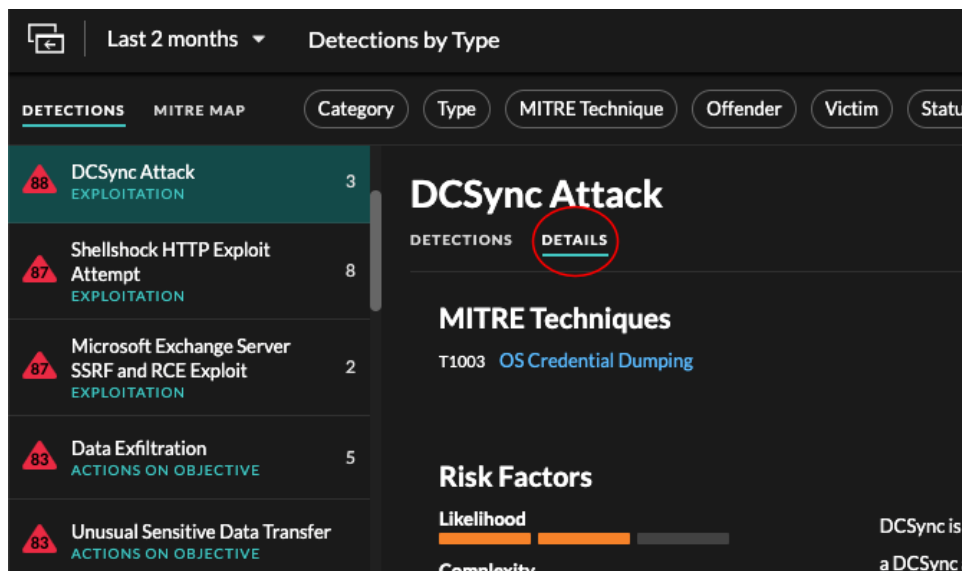 Last 2 months Detections by Type
DETECTIONS MITRE MAP Category Type MITRE Technique Offender Victim Statu
88 DCSync Attack 3
EXPLOITATION
Shellshock HTTP Exploit
87 Attempt 8
EXPLOITATION
Microsoft Exchange Server
87 SSRF and RCE Exploit 2
EXPLOITATION
83 Data Exfiltration 5
ACTIONS ON OBJECTIVE
83 Unusual Sensitive Data Transfer
ACTIONS ON OBJECTIVE
DCSync Attack
DETECTIONS DETAILS
MITRE Techniques
T1003 OS Credential Dumping
Risk Factors
Likelihood
Complexity
DCSync is
a DCSync